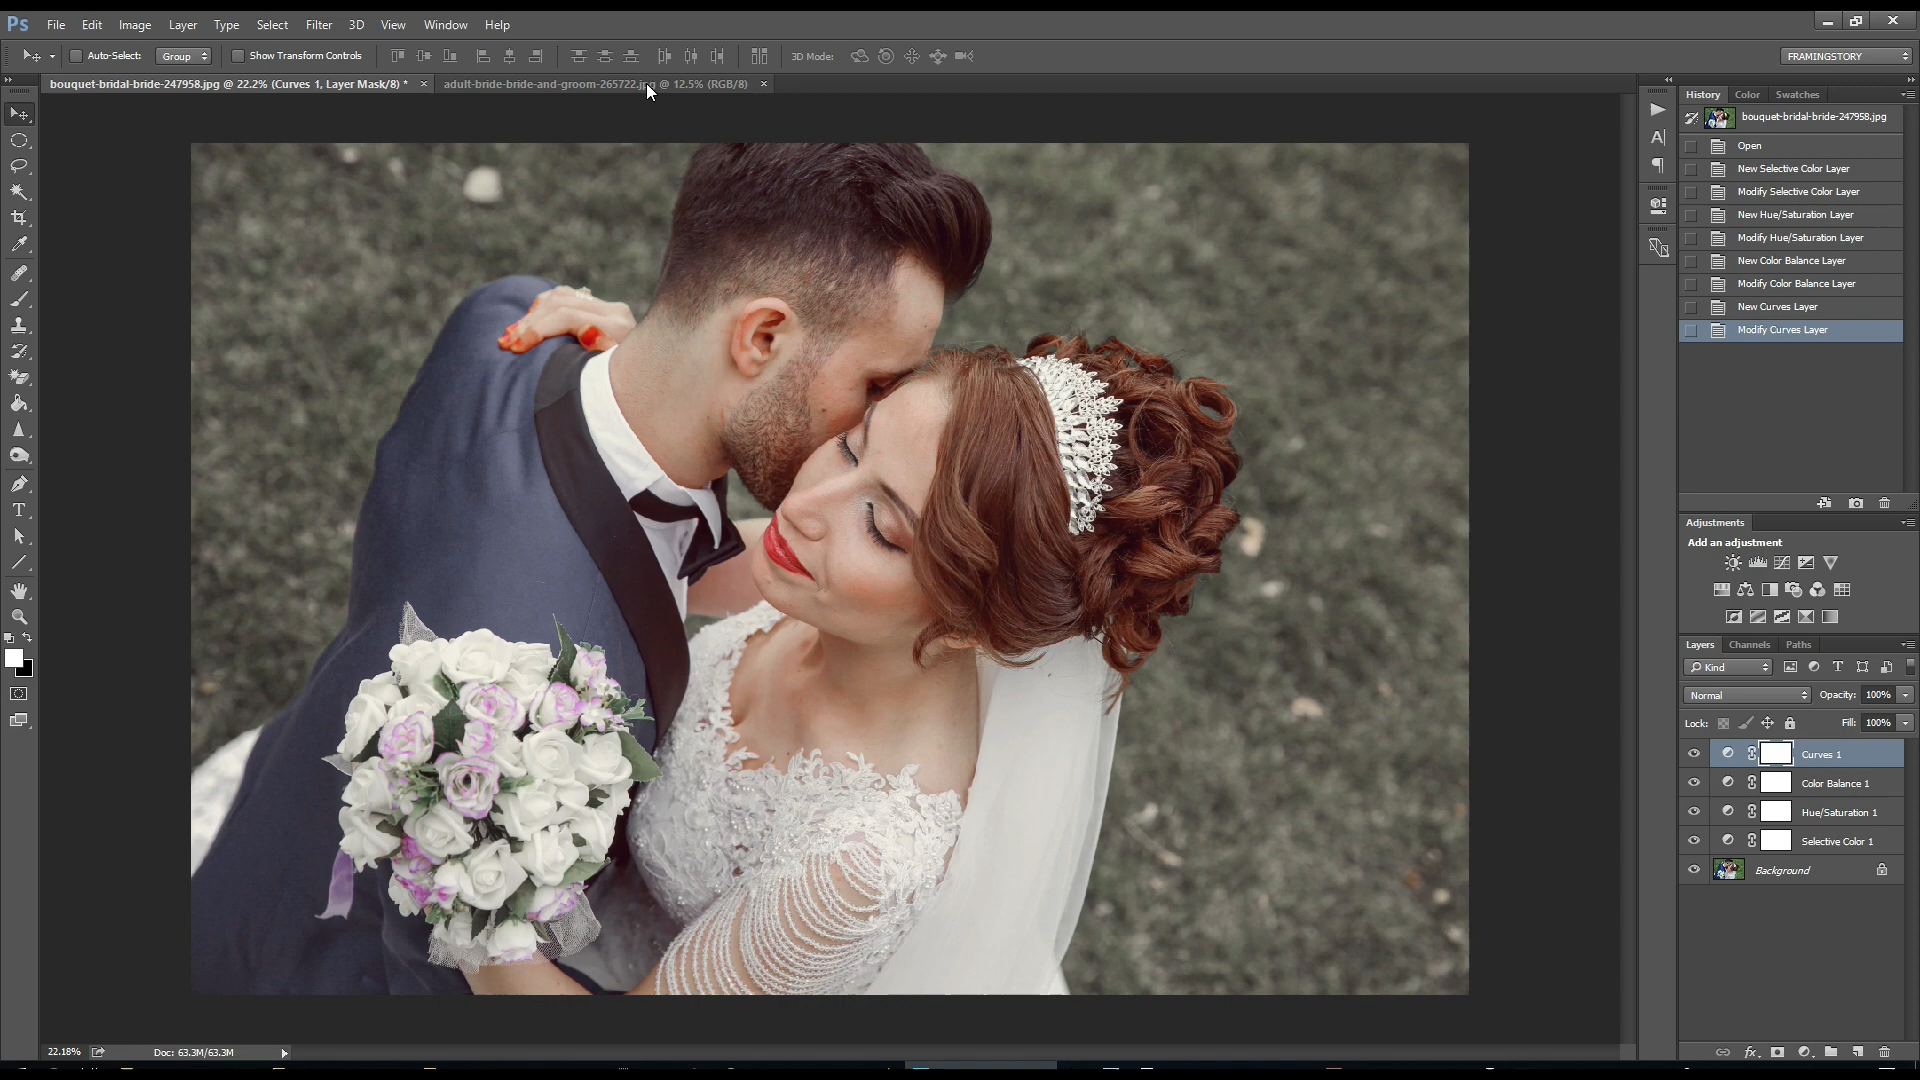 Ps File Edit Image Layer Type Select Filter 3D View Window Help
Auto-Select: Group Show Transform Controls 3D Mode: FRAMINGSTORY
bouquet-bridal-bride-247958.jpg @ 22.2% (Curves 1, Layer Mask/8) * × adult-bride-bride-and-groom-265722.jpg @ 12.5% (RGB/8) ×
History Color Swatches
bouquet-bridal-bride-247958.jpg
Open
New Selective Color Layer
Modify Selective Color Layer
New Hue/Saturation Layer
Modify Hue/Saturation Layer
New Color Balance Layer
Modify Color Balance Layer
New Curves Layer
Modify Curves Layer
Adjustments
Add an adjustment
Layers Channels Paths
Kind
Normal Opacity: 100%
Lock: Fill: 100%
Curves 1
Color Balance 1
Hue/Saturation 1
Selective Color 1
Background
22.18% Doc: 63.3M/63.3M